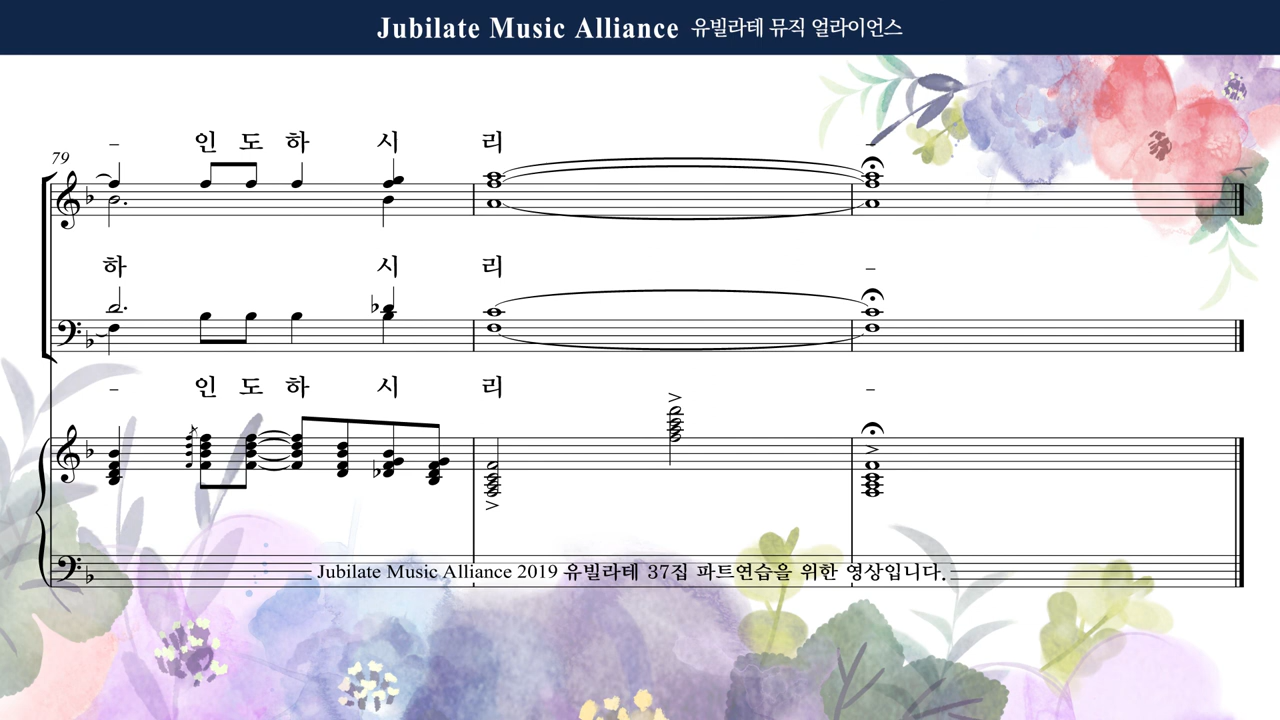 Jubilate Music Alliance 유빌라테 뮤직 얼라이언스
- 인 도 하 시 리 -
79
하 시 리 -
- 인 도 하 시 리 -
Jubilate Music Alliance 2019 유빌라테 37집 파트연습을 위한 영상입니다.